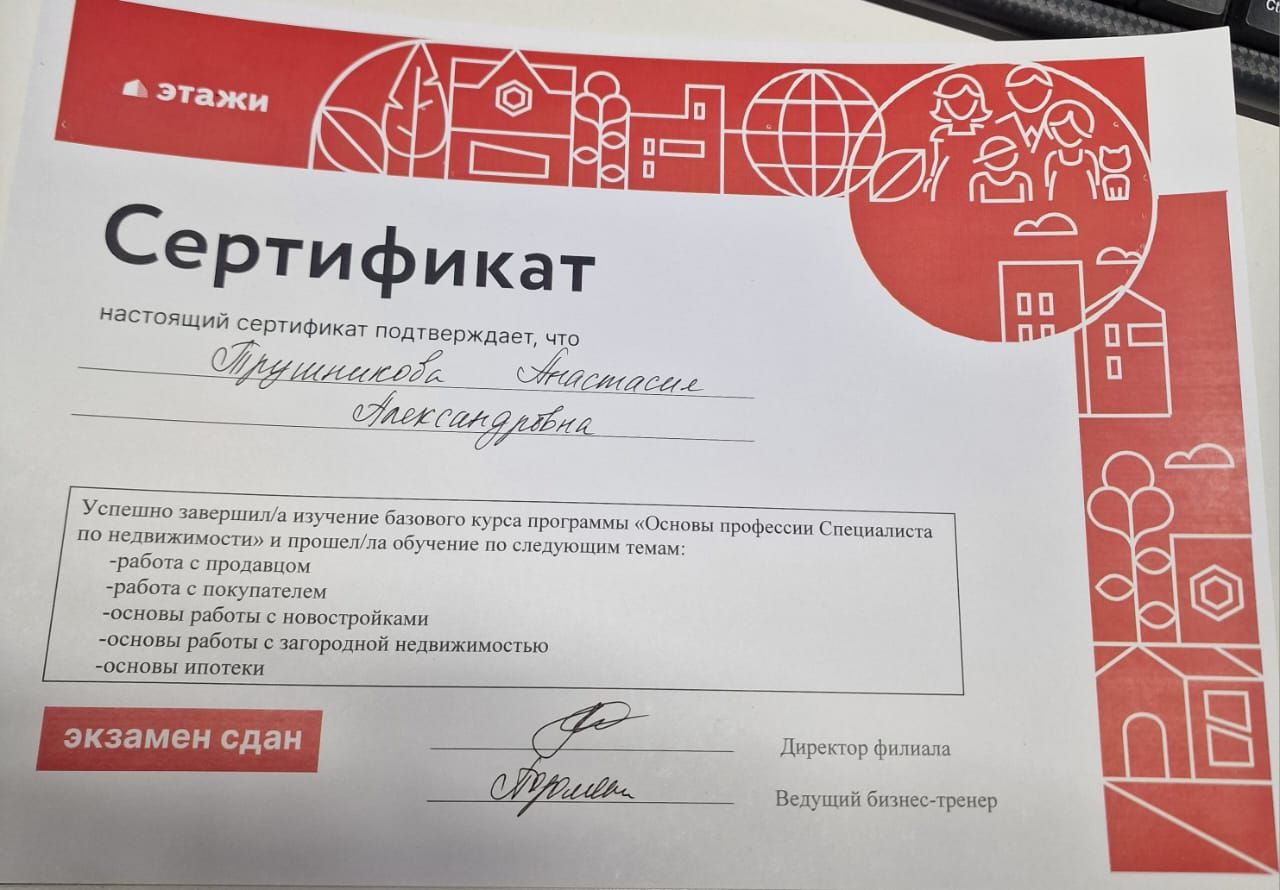 этажи
Сертификат
настоящий сертификат подтверждает, что
Трушникова Анастасия
Александровна
Успешно завершил/а изучение базового курса программы «Основы профессии Специалиста
по недвижимости» и прошел/ла обучение по следующим темам:
-работа с продавцом
-работа с покупателем
-основы работы с новостройками
-основы работы с загородной недвижимостью
-основы ипотеки
экзамен сдан
Директор филиала
Ведущий бизнес-тренер